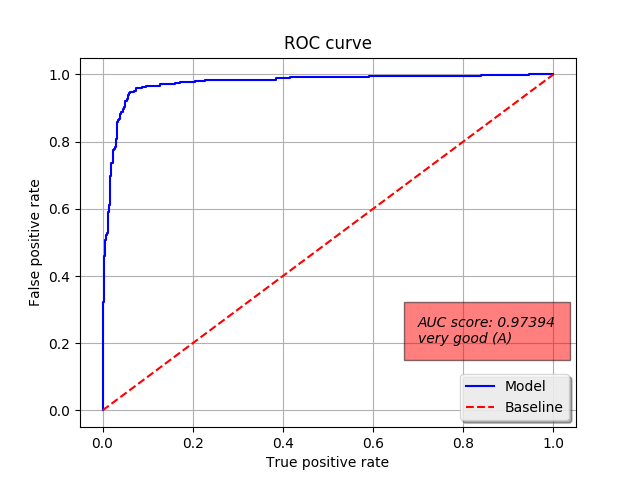 ROC curve
False positive rate
1.0
0.8
0.6
0.4
0.2
0.0
AUC score: 0.97394
very good (A)
Model
Baseline
0.0 0.2 0.4 0.6 0.8 1.0
True positive rate